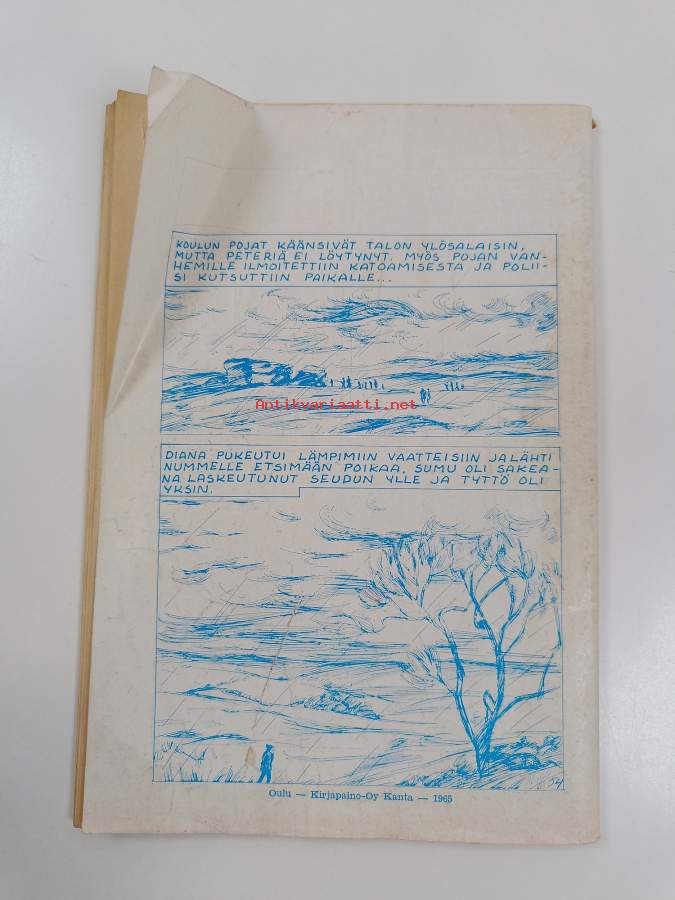 KOULUN POJAT KÄÄNSIVÄT TALON YLÖSALAISIN,
MUTTA PETERIÄ EI LÖYTYNYT. MYÖS POJAN VAN-
HEMILLE ILMOITETTIIN KATOAMISESTA JA POLII-
SI KUTSUTTIIN PAIKALLE...
Antikvariaatti.net
DIANA PUKEUTUI LÄMPIMIIN VAATTEISIIN JA LÄHTI
NUMMELLE ETSIMÄÄN POIKAA. SUMU OLI SAKEA-
NA LASKEUTUNUT SEUDUN YLLE JA TYTTÖ OLI
YKSIN.
54
Oulu — Kirjapaino-Oy Kanta — 1965